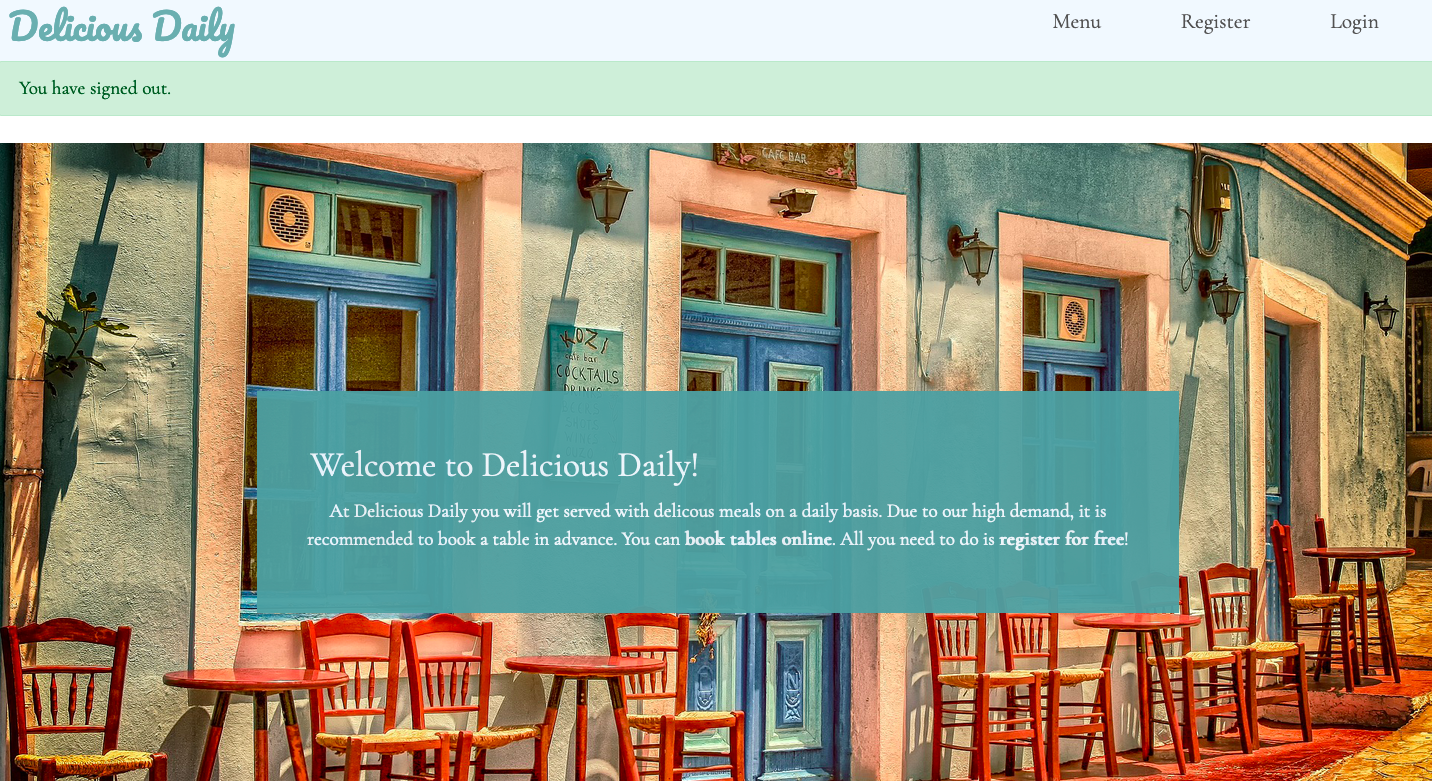 Delicious Daily
Menu
Register
Login
You have signed out.
CAFE BAR
KOZI
cafe bar
COCKTAILS
DRINKS
Welcome to Delicious Daily!
At Delicious Daily you will get served with delicous meals on a daily basis. Due to our high demand, it is
recommended to book a table in advance. You can book tables online. All you need to do is register for free!